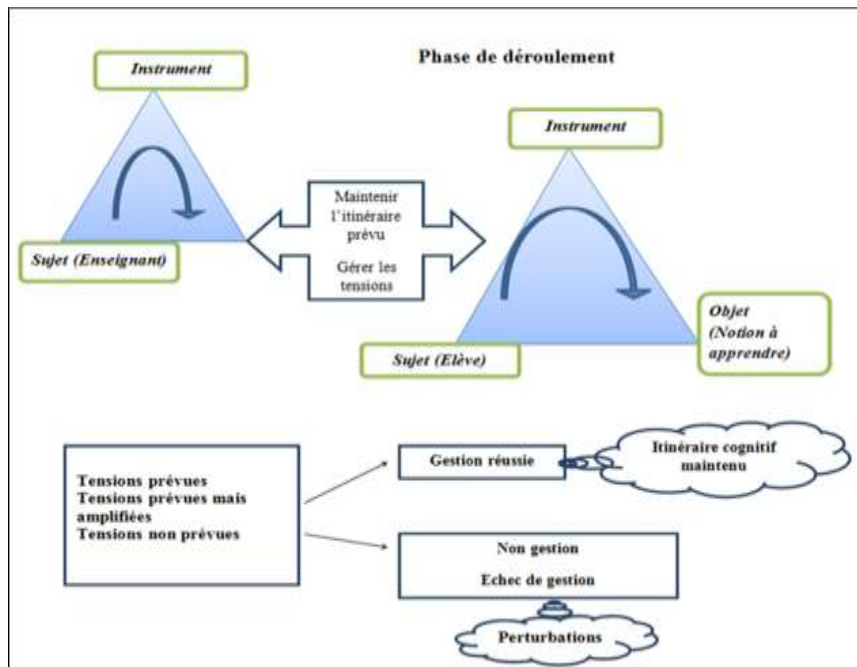 Phase de déroulement
Instrument
Sujet (Enseignant)
Maintenir
l'itinéraire
prévu
Gérer les
tensions
Instrument
Sujet (Elève)
Objet
(Notion à
apprendre)
Tensions prévues
Tensions prévues mais
amplifiées
Tensions non prévues
Gestion réussie
Itinéraire cognitif
maintenu
Non gestion
Echec de gestion
Perturbations